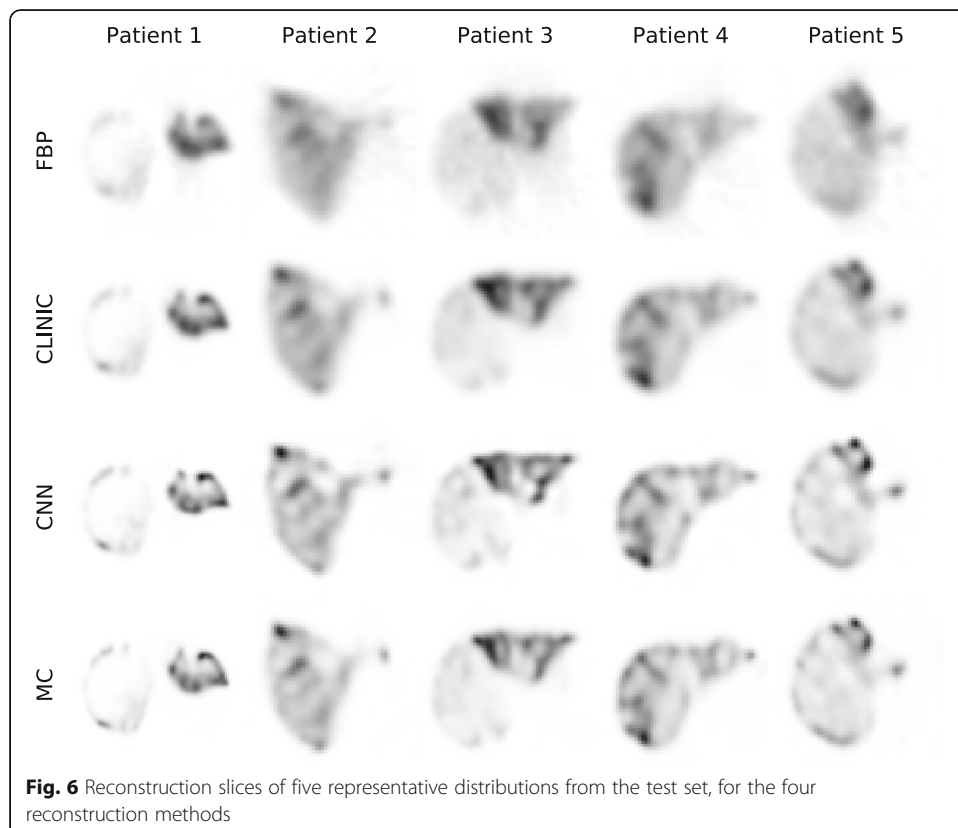 Patient 1 Patient 2 Patient 3 Patient 4 Patient 5
FBP
CLINIC
CNN
MC
Fig. 6 Reconstruction slices of five representative distributions from the test set, for the four
reconstruction methods